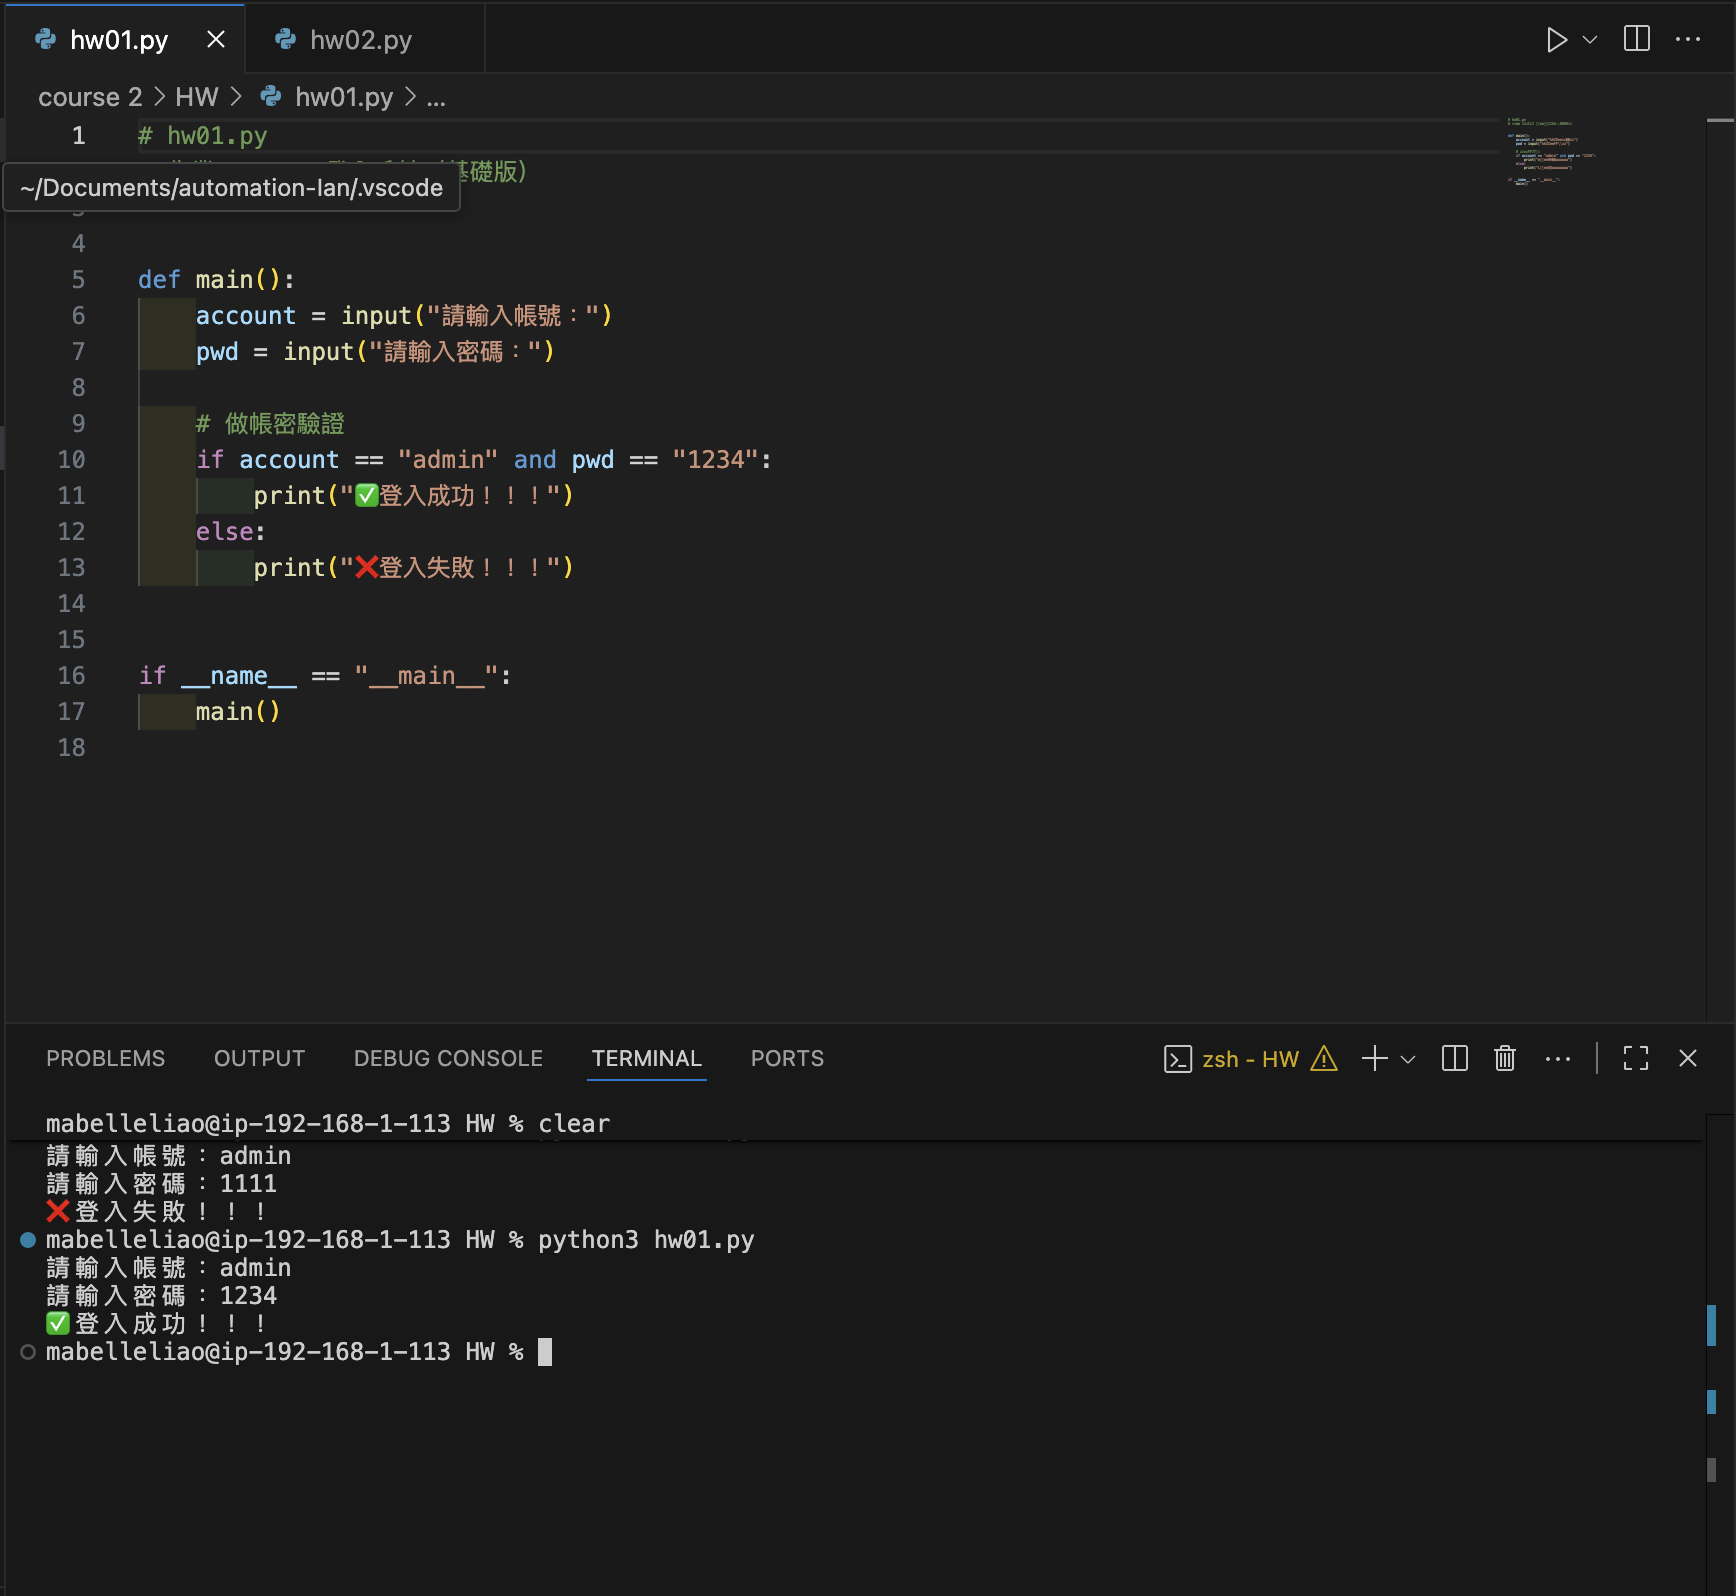 hw01.py
hw02.py
course 2 > HW > hw01.py > ...
1 # hw01.py
基礎版)
~/Documents/automation-lan/.vscode
4
5 def main():
6 account = input("請輸入帳號：")
7 pwd = input("請輸入密碼：")
8
9 # 做帳密驗證
10 if account == "admin" and pwd == "1234":
11 print("✅登入成功！！！")
12 else:
13 print("❌登入失敗！！！")
14
15
16 if __name__ == "__main__":
17 main()
18
PROBLEMS OUTPUT DEBUG CONSOLE TERMINAL PORTS zsh - HW
mabelleliao@ip-192-168-1-113 HW % clear
請輸入帳號：admin
請輸入密碼：1111
❌登入失敗！！！
mabelleliao@ip-192-168-1-113 HW % python3 hw01.py
請輸入帳號：admin
請輸入密碼：1234
✅登入成功！！！
mabelleliao@ip-192-168-1-113 HW %